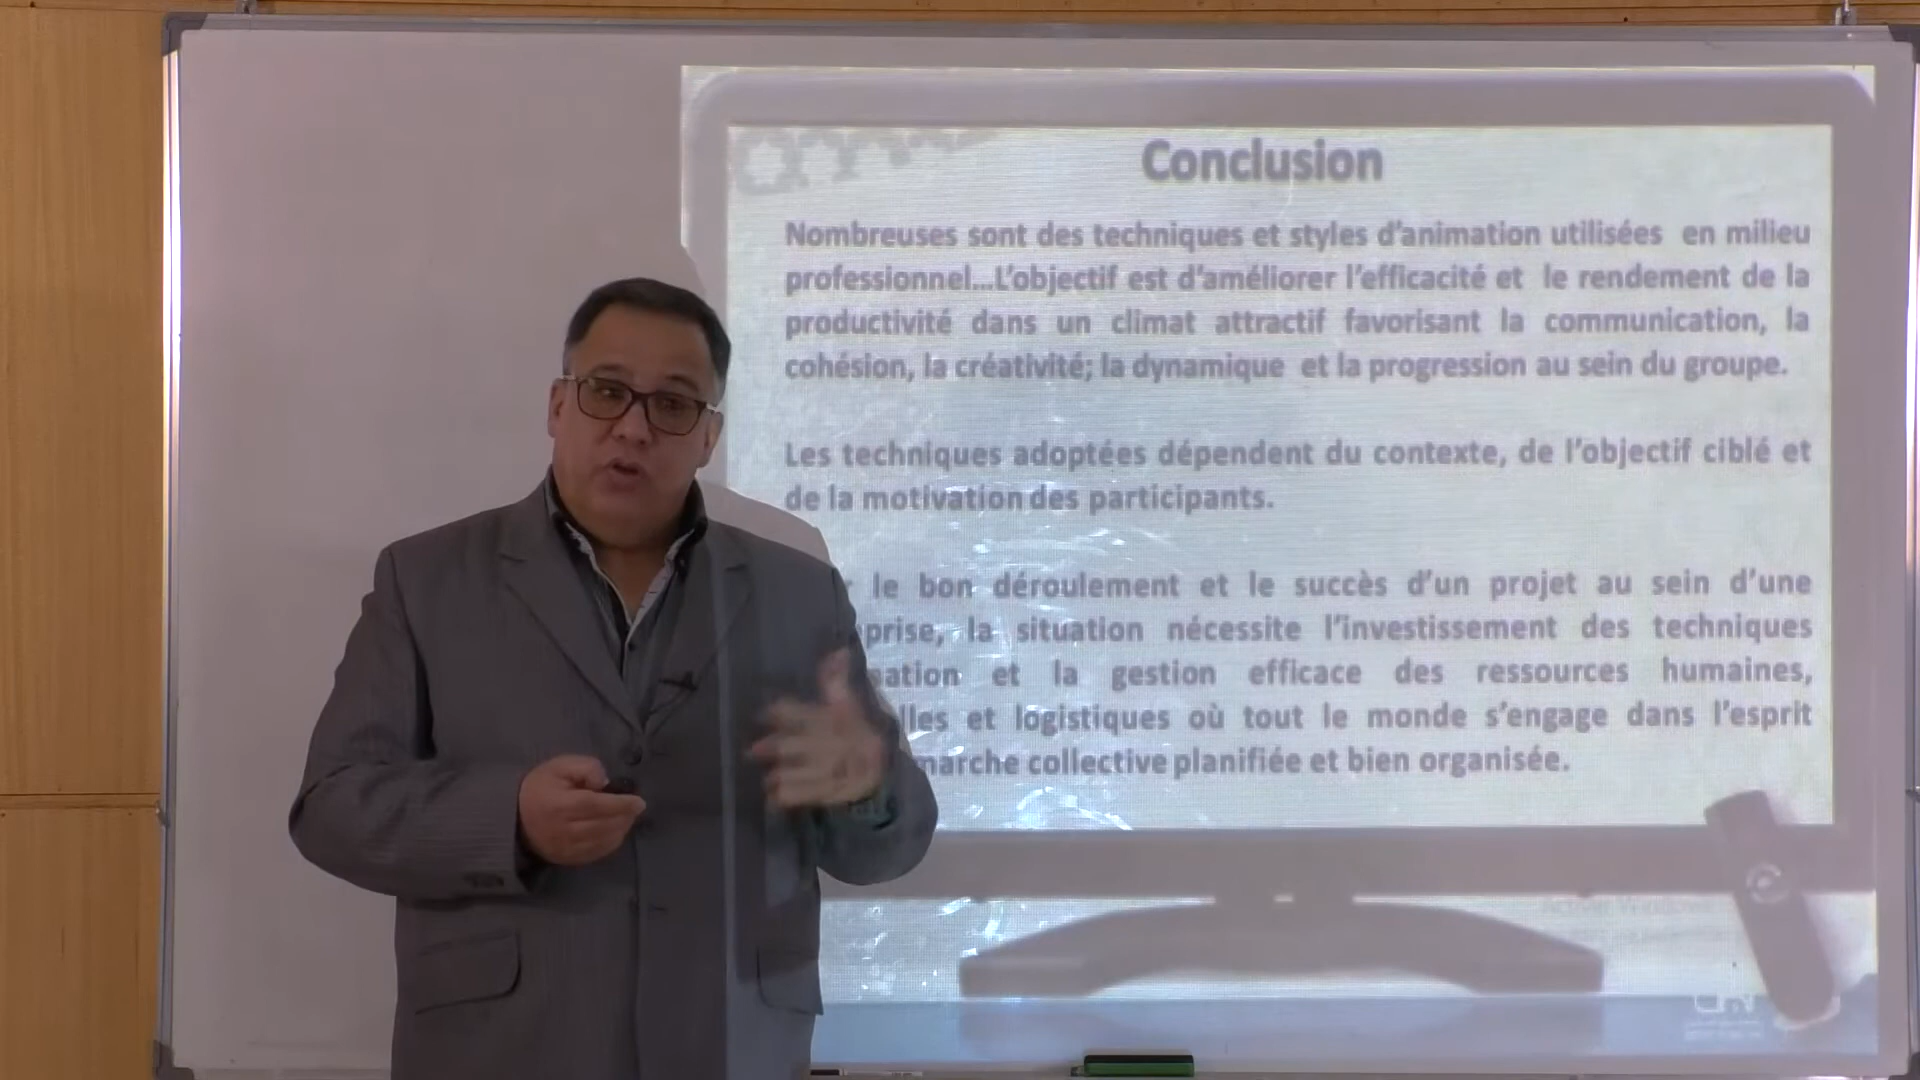 Conclusion
Nombreuses sont des techniques et styles d'animation utilisées en milieu
professionnel...L'objectif est d'améliorer l'efficacité et le rendement de la
productivité dans un climat attractif favorisant la communication, la
cohésion, la créativité; la dynamique et la progression au sein du groupe.
Les techniques adoptées dépendent du contexte, de l'objectif ciblé et
de la motivation des participants.
le bon déroulement et le succès d'un projet au sein d'une
prise, la situation nécessite l'investissement des techniques
ation et la gestion efficace des ressources humaines,
lles et logistiques où tout le monde s'engage dans l'esprit
marche collective planifiée et bien organisée.